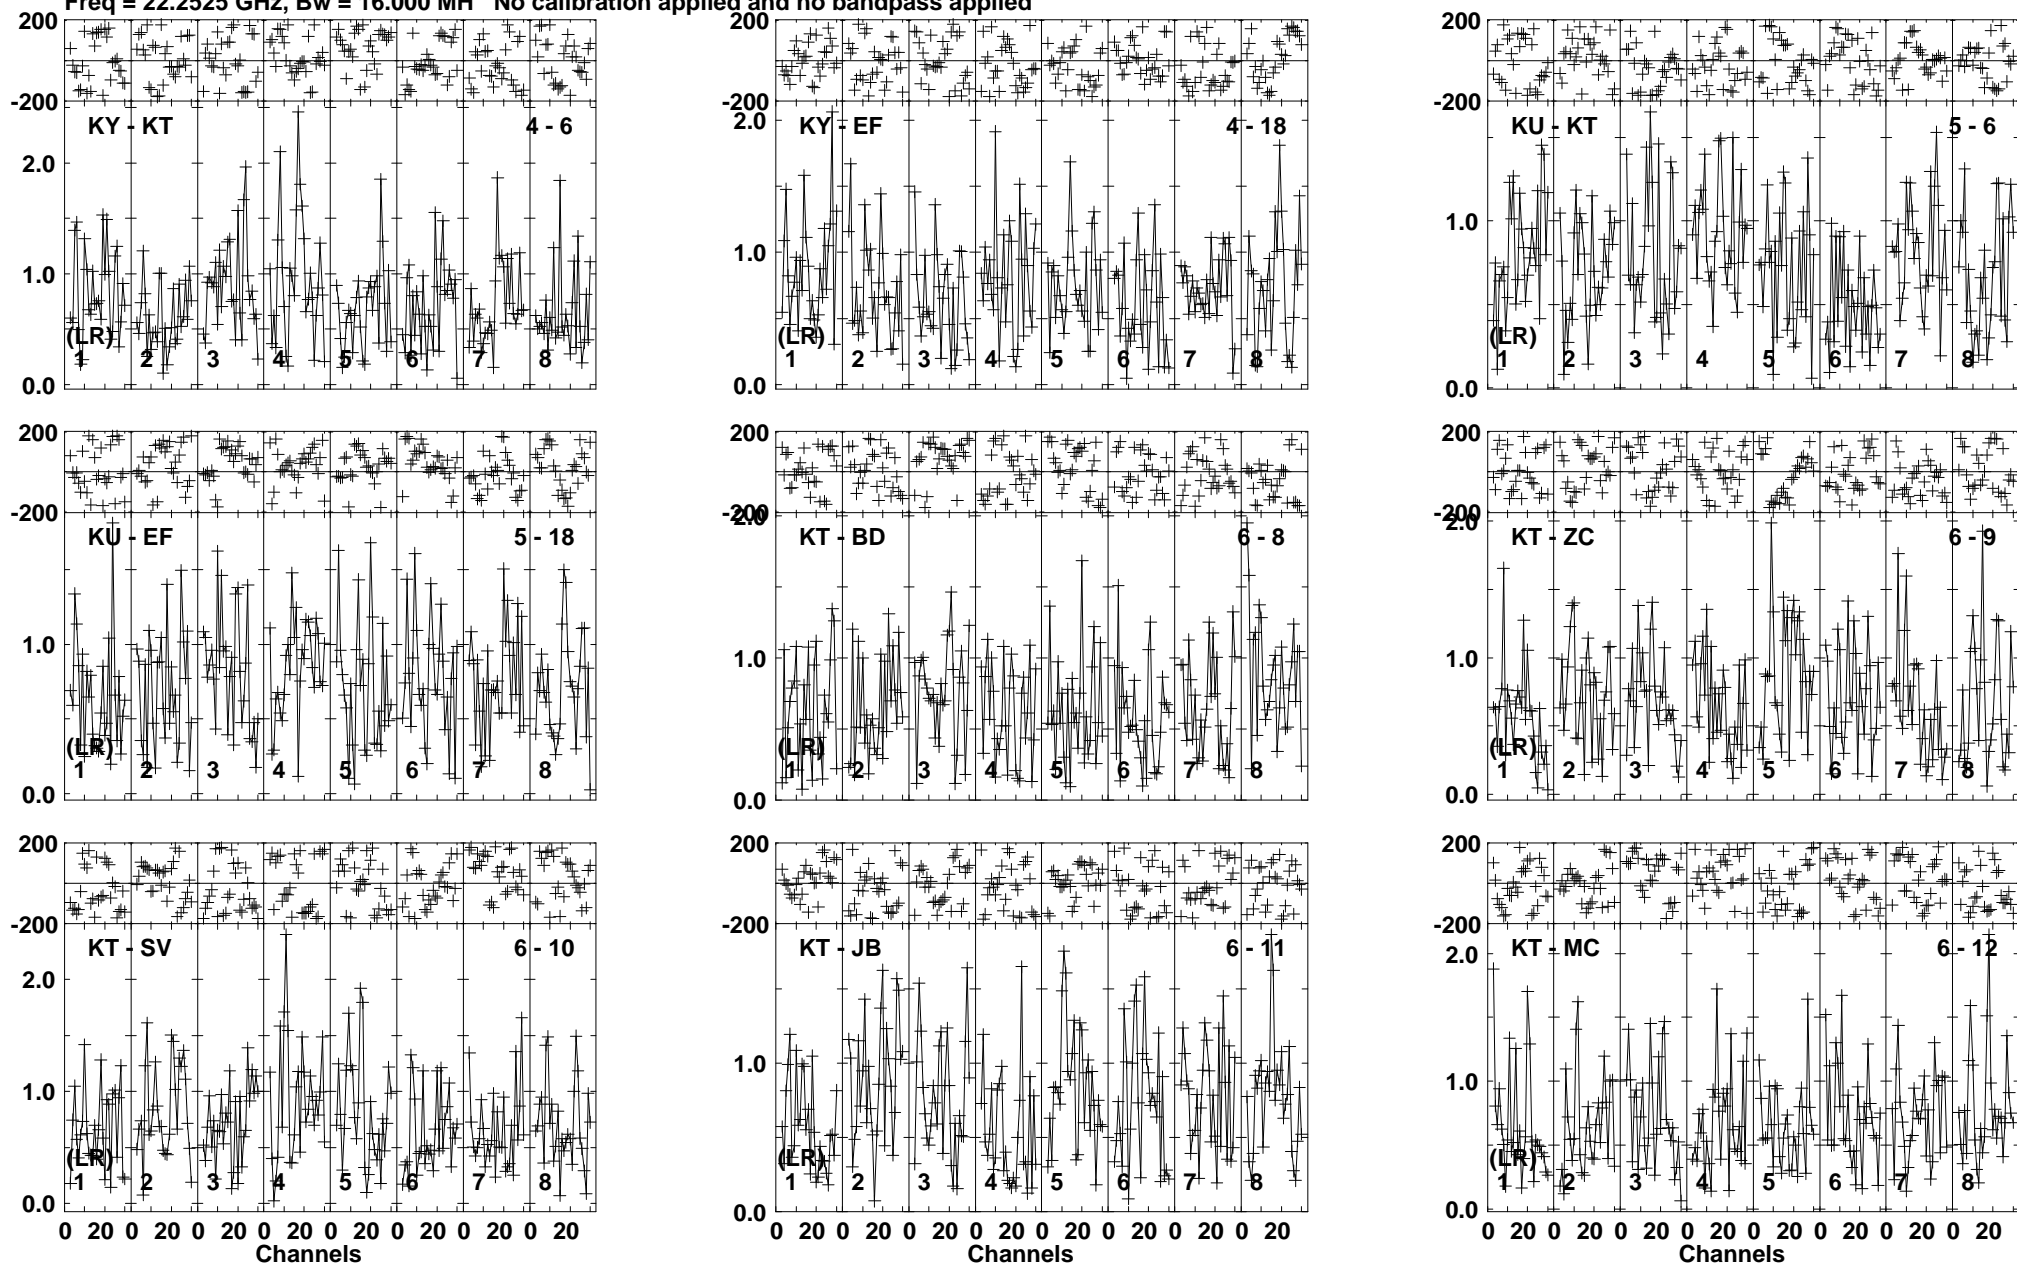 Freq = 22.2525 GHz, Bw = 16.000 MH No calibration applied and no bandpass applied
200 200 200
-200 -200 -200
KY - KT 4 - 6 KY - EF 4 - 18 KU - KT 5 - 6
2.0 2.0
1.0 1.0 1.0
(LR) (LR) (LR)
1 2 3 4 5 6 7 8 1 2 3 4 5 6 7 8 1 2 3 4 5 6 7 8
0.0 0.0 0.0
200 200 200
-200 -200 -200
2.0 2.0
KU - EF 5 - 18 KT - BD 6 - 8 KT - ZC 6 - 9
1.0 1.0 1.0
(LR) (LR) (LR)
1 2 3 4 5 6 7 8 1 2 3 4 5 6 7 8 1 2 3 4 5 6 7 8
0.0 0.0 0.0
200 200 200
-200 -200 -200
KT - SV 6 - 10 KT - JB 6 - 11 KT - MC 6 - 12
2.0 2.0
1.0 1.0 1.0
(LR) (LR) (LR)
1 2 3 4 5 6 7 8 1 2 3 4 5 6 7 8 1 2 3 4 5 6 7 8
0.0 0.0 0.0
0 20 0 20 0 20 0 20 0 20 0 20 0 20 0 20 0 20 0 20 0 20 0 20 0 20 0 20 0 20 0 20 0 20 0 20 0 20 0 20 0 20 0 20 0 20 0 20
Channels Channels Channels